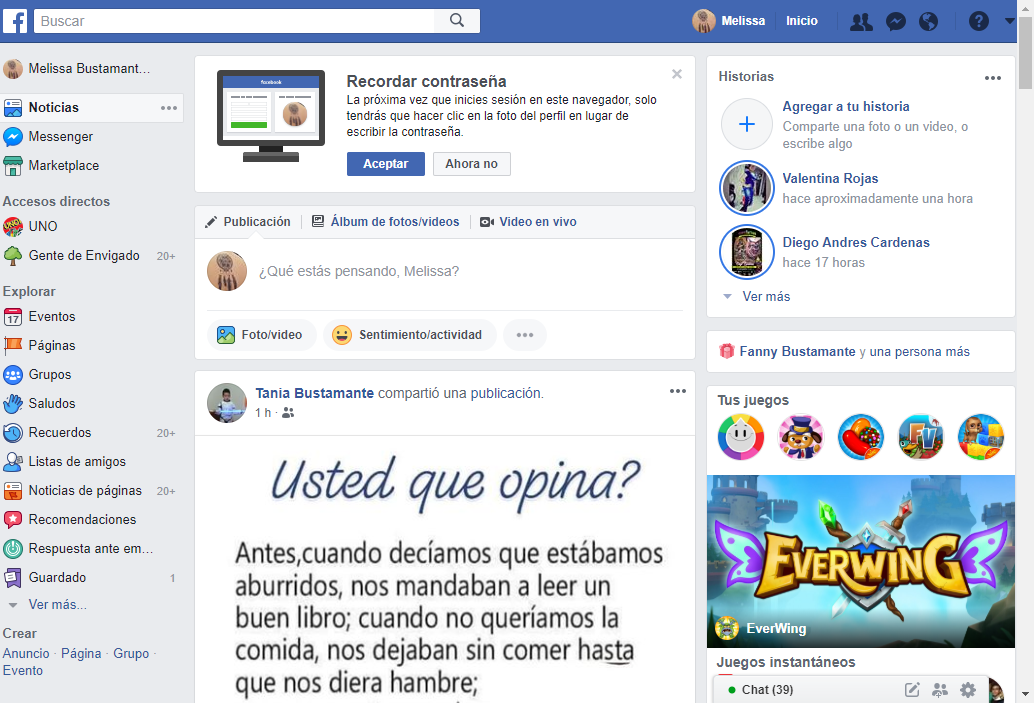 Buscar
Melissa
Inicio
Melissa Bustamant...
Noticias
Messenger
Marketplace
Accesos directos
UNO
Gente de Envigado 20+
Explorar
17
Eventos
Páginas
Grupos
Saludos
Recuerdos 20+
Listas de amigos
Noticias de páginas 20+
Recomendaciones
Respuesta ante em...
Guardado 1
Ver más...
Crear
Anuncio · Página · Grupo ·
Evento
facebook
Recordar contraseña
La próxima vez que inicies sesión en este navegador, solo
tendrás que hacer clic en la foto del perfil en lugar de
escribir la contraseña.
Aceptar
Ahora no
Publicación
Álbum de fotos/videos
Video en vivo
¿Qué estás pensando, Melissa?
Foto/video
Sentimiento/actividad
Tania Bustamante compartió una publicación.
1 h ·
Usted que opina?
Antes,cuando decíamos que estábamos
aburridos, nos mandaban a leer un
buen libro; cuando no queríamos la
comida, nos dejaban sin comer hasta
que nos diera hambre;
Historias
Agregar a tu historia
Comparte una foto o un video, o
escribe algo
Valentina Rojas
hace aproximadamente una hora
Diego Andres Cardenas
hace 17 horas
Ver más
Fanny Bustamante y una persona más
Tus juegos
FV
EVERWING
EverWing
Juegos instantáneos
Chat (39)